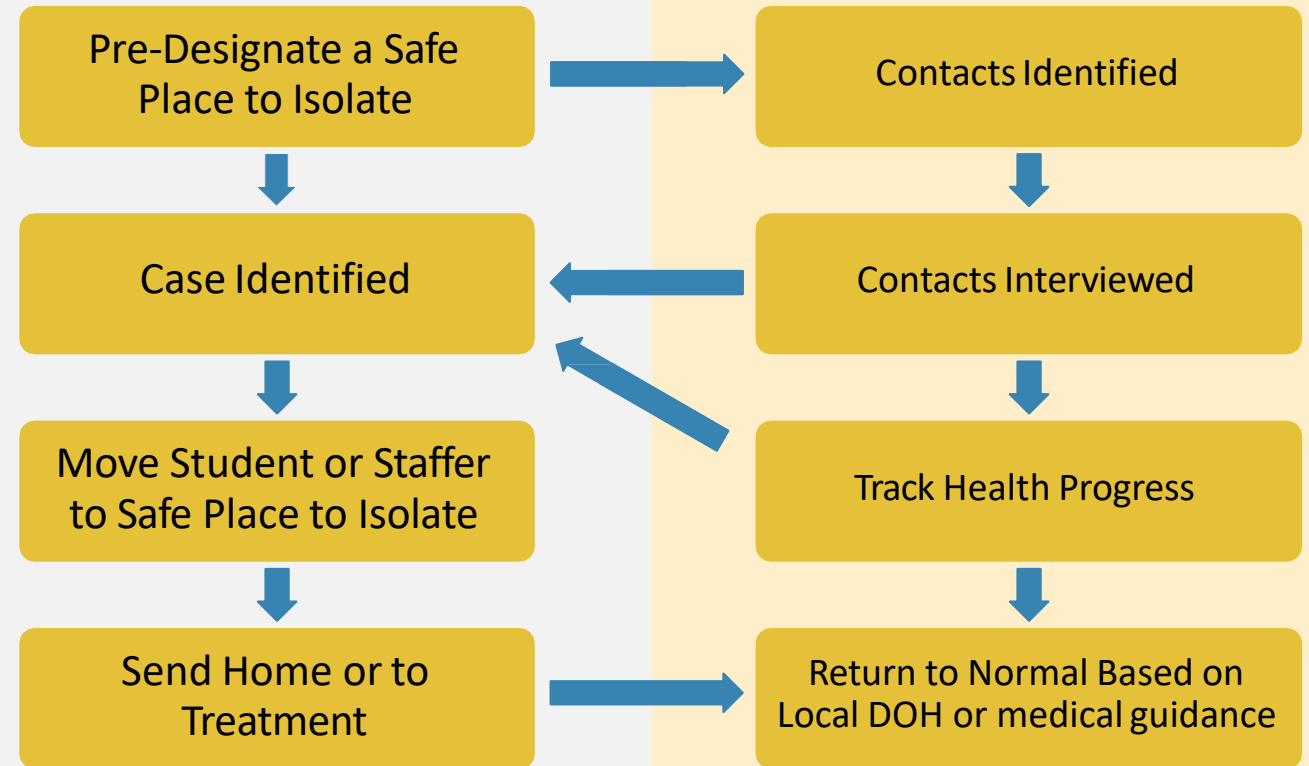 Pre-Designate a Safe
Place to Isolate
Contacts Identified
Case Identified
Contacts Interviewed
Move Student or Staffer
to Safe Place to Isolate
Track Health Progress
Send Home or to
Treatment
Return to Normal Based on
Local DOH or medical guidance